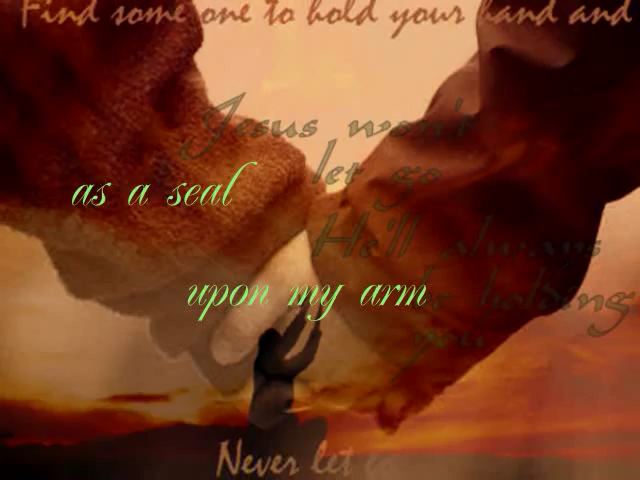 Find some one to hold your hand and
Jesus won't
let go
as a seal
He'll always
upon my arm
be holding
you
Never let